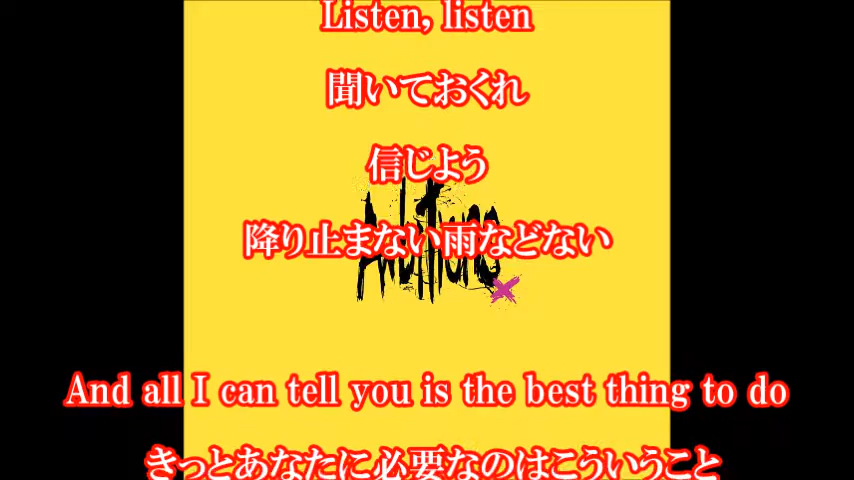 Listen, listen
聞いておくれ
信じよう
降り止まない雨などない
Ambitions
And all I can tell you is the best thing to do
きっとあなたに必要なのはこういうこと